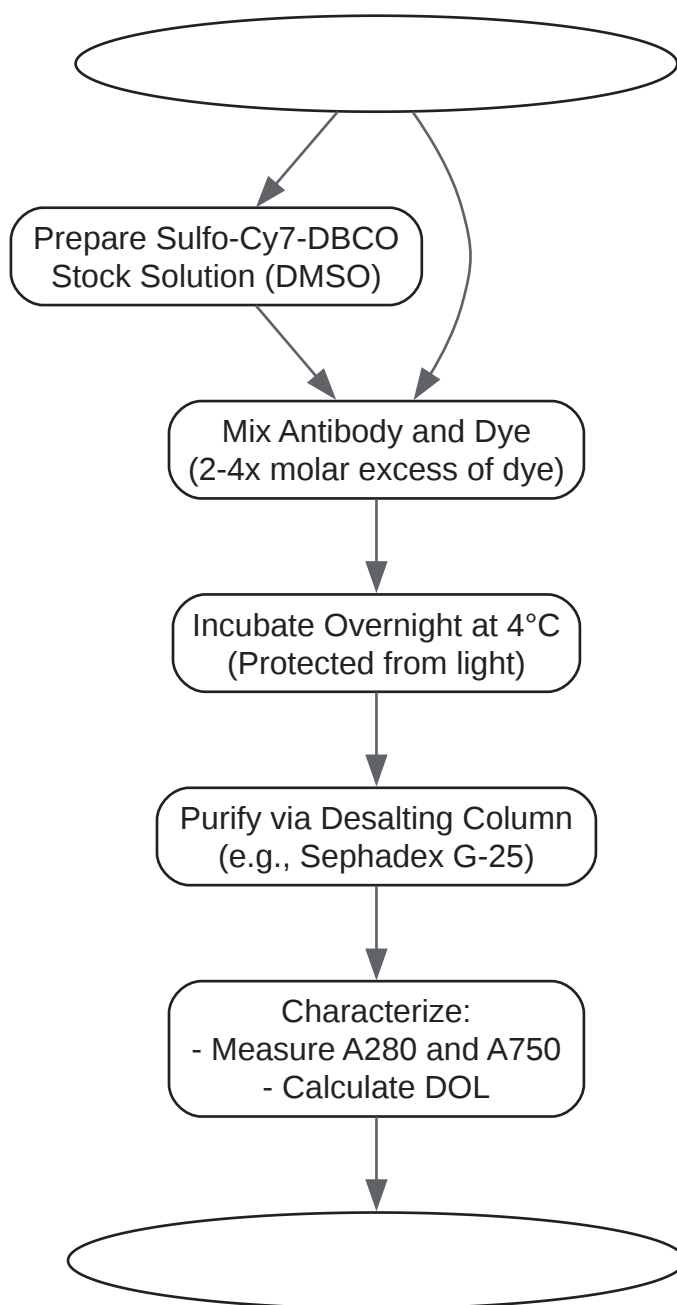 Prepare Sulfo-Cy7-DBCO
Stock Solution (DMSO)
Mix Antibody and Dye
(2-4x molar excess of dye)
Incubate Overnight at 4°C
(Protected from light)
Purify via Desalting Column
(e.g., Sephadex G-25)
Characterize:
- Measure A280 and A750
- Calculate DOL